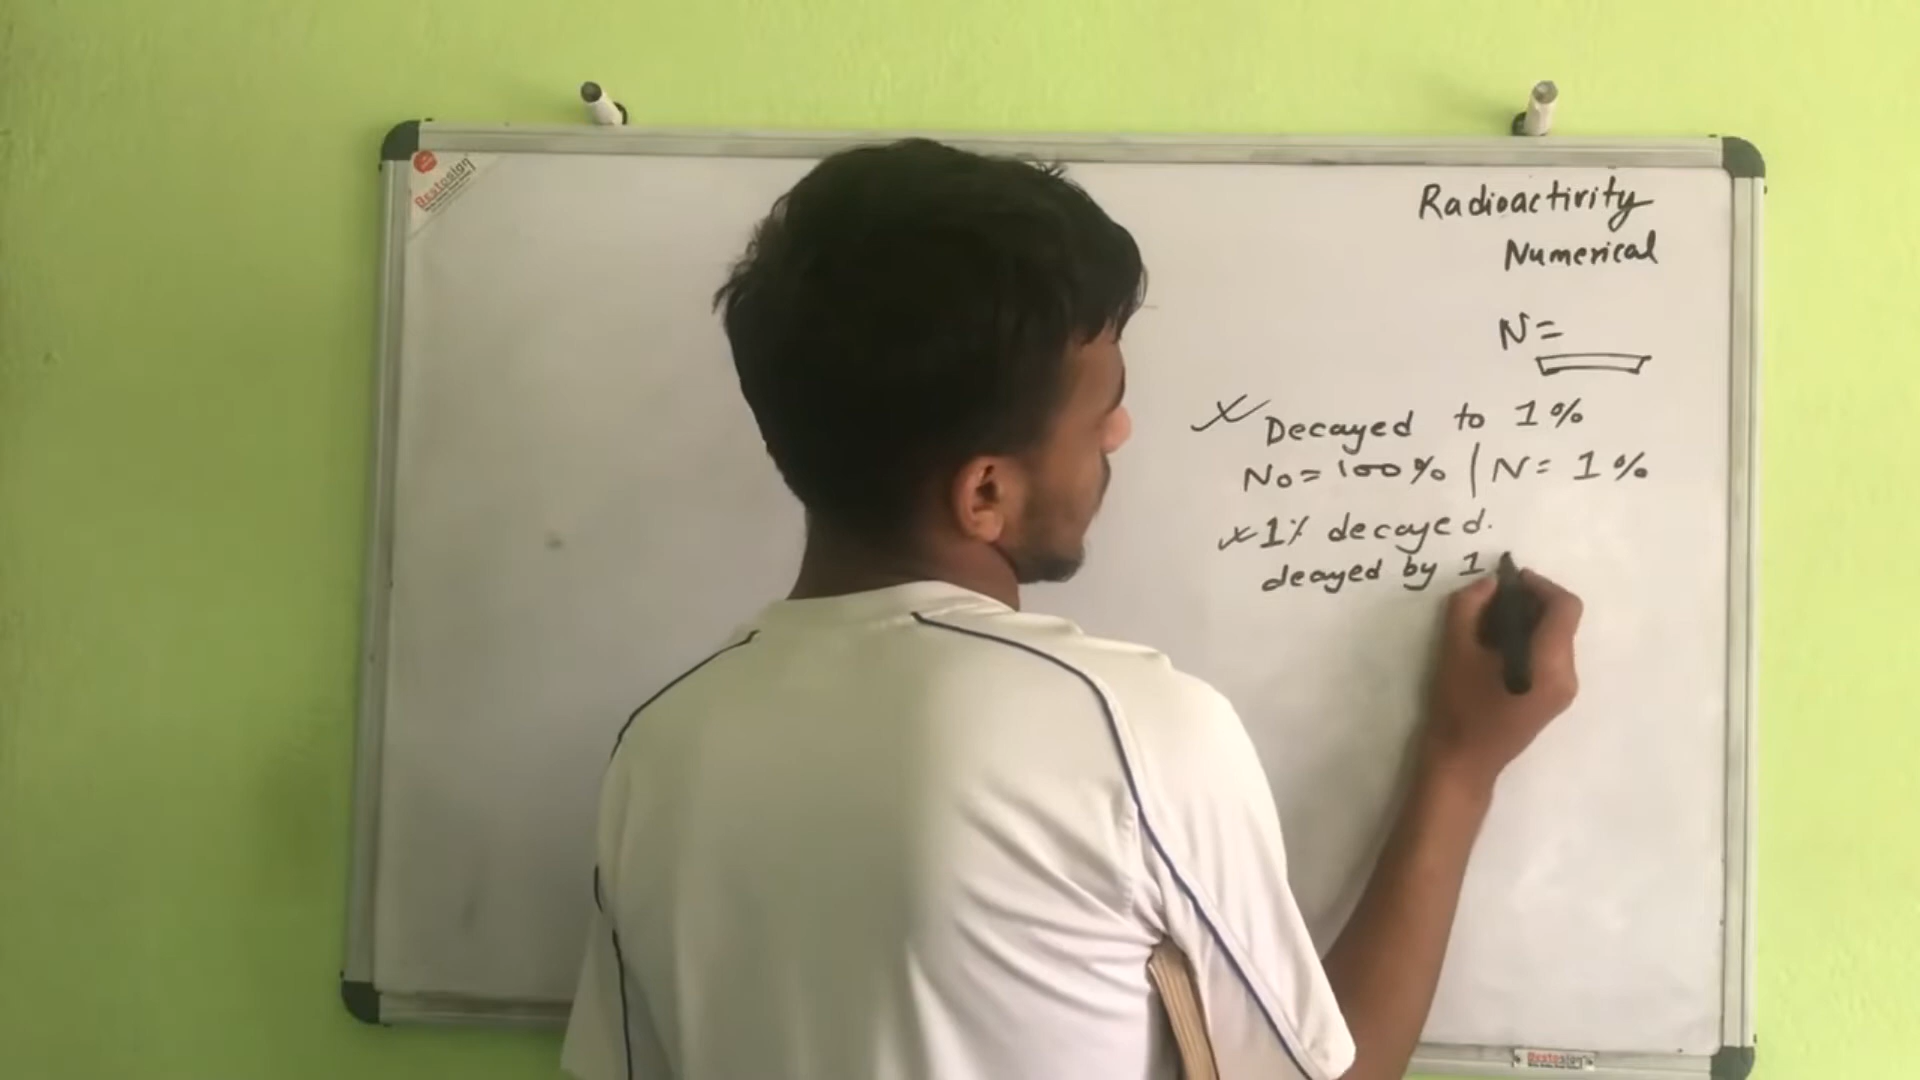 Radioactivity
Numerical
N=
Decayed to 1%
No=100% | N= 1%
1% decayed.
deayed by 1